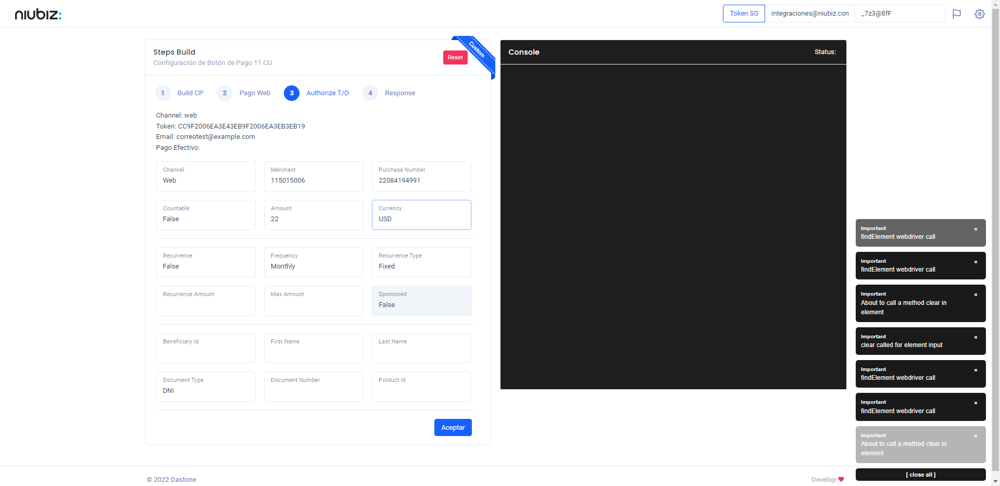 niubiz:
Token SG
integraciones@niubiz.con
_7z3@8fF
Steps Build
Configuración de Botón de Pago 11 CU
Reset
Custom
1 Build CP
2 Pago Web
3 Authorize T/O
4 Response
Channel: web
Token: CC9F2006EA3E43EB9F2006EA3EB3EB19
Email: correotest@example.com
Pago Efectivo:
Channel
Web
Merchant
115015006
Purchase Number
22084194991
Countable
False
Amount
22
Currency
USD
Recurrence
False
Frequency
Monthly
Recurrence Type
Fixed
Recurrence Amount
Max Amount
Sponsored
False
Beneficiary Id
First Name
Last Name
Document Type
DNI
Document Number
Product Id
Aceptar
Console
Status:
Important
findElement webdriver call
Important
findElement webdriver call
Important
About to call a method clear in
element
Important
clear called for element input
Important
findElement webdriver call
Important
findElement webdriver call
Important
About to call a method clear in
element
[ close all ]
© 2022 Dastone
Develop